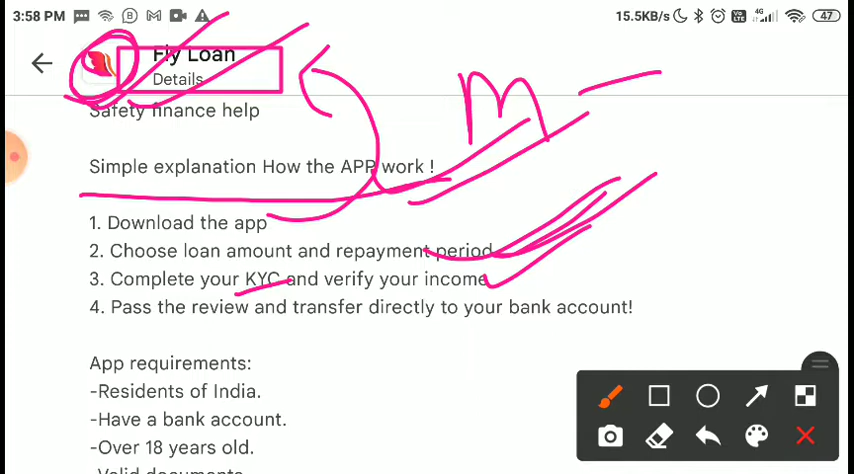 3:58 PM
15.5KB/s
47
Fly Loan
Details
Safety finance help
Simple explanation How the APP work !
1. Download the app
2. Choose loan amount and repayment period
3. Complete your KYC and verify your income
4. Pass the review and transfer directly to your bank account!
App requirements:
-Residents of India.
-Have a bank account.
-Over 18 years old.
-Valid documents